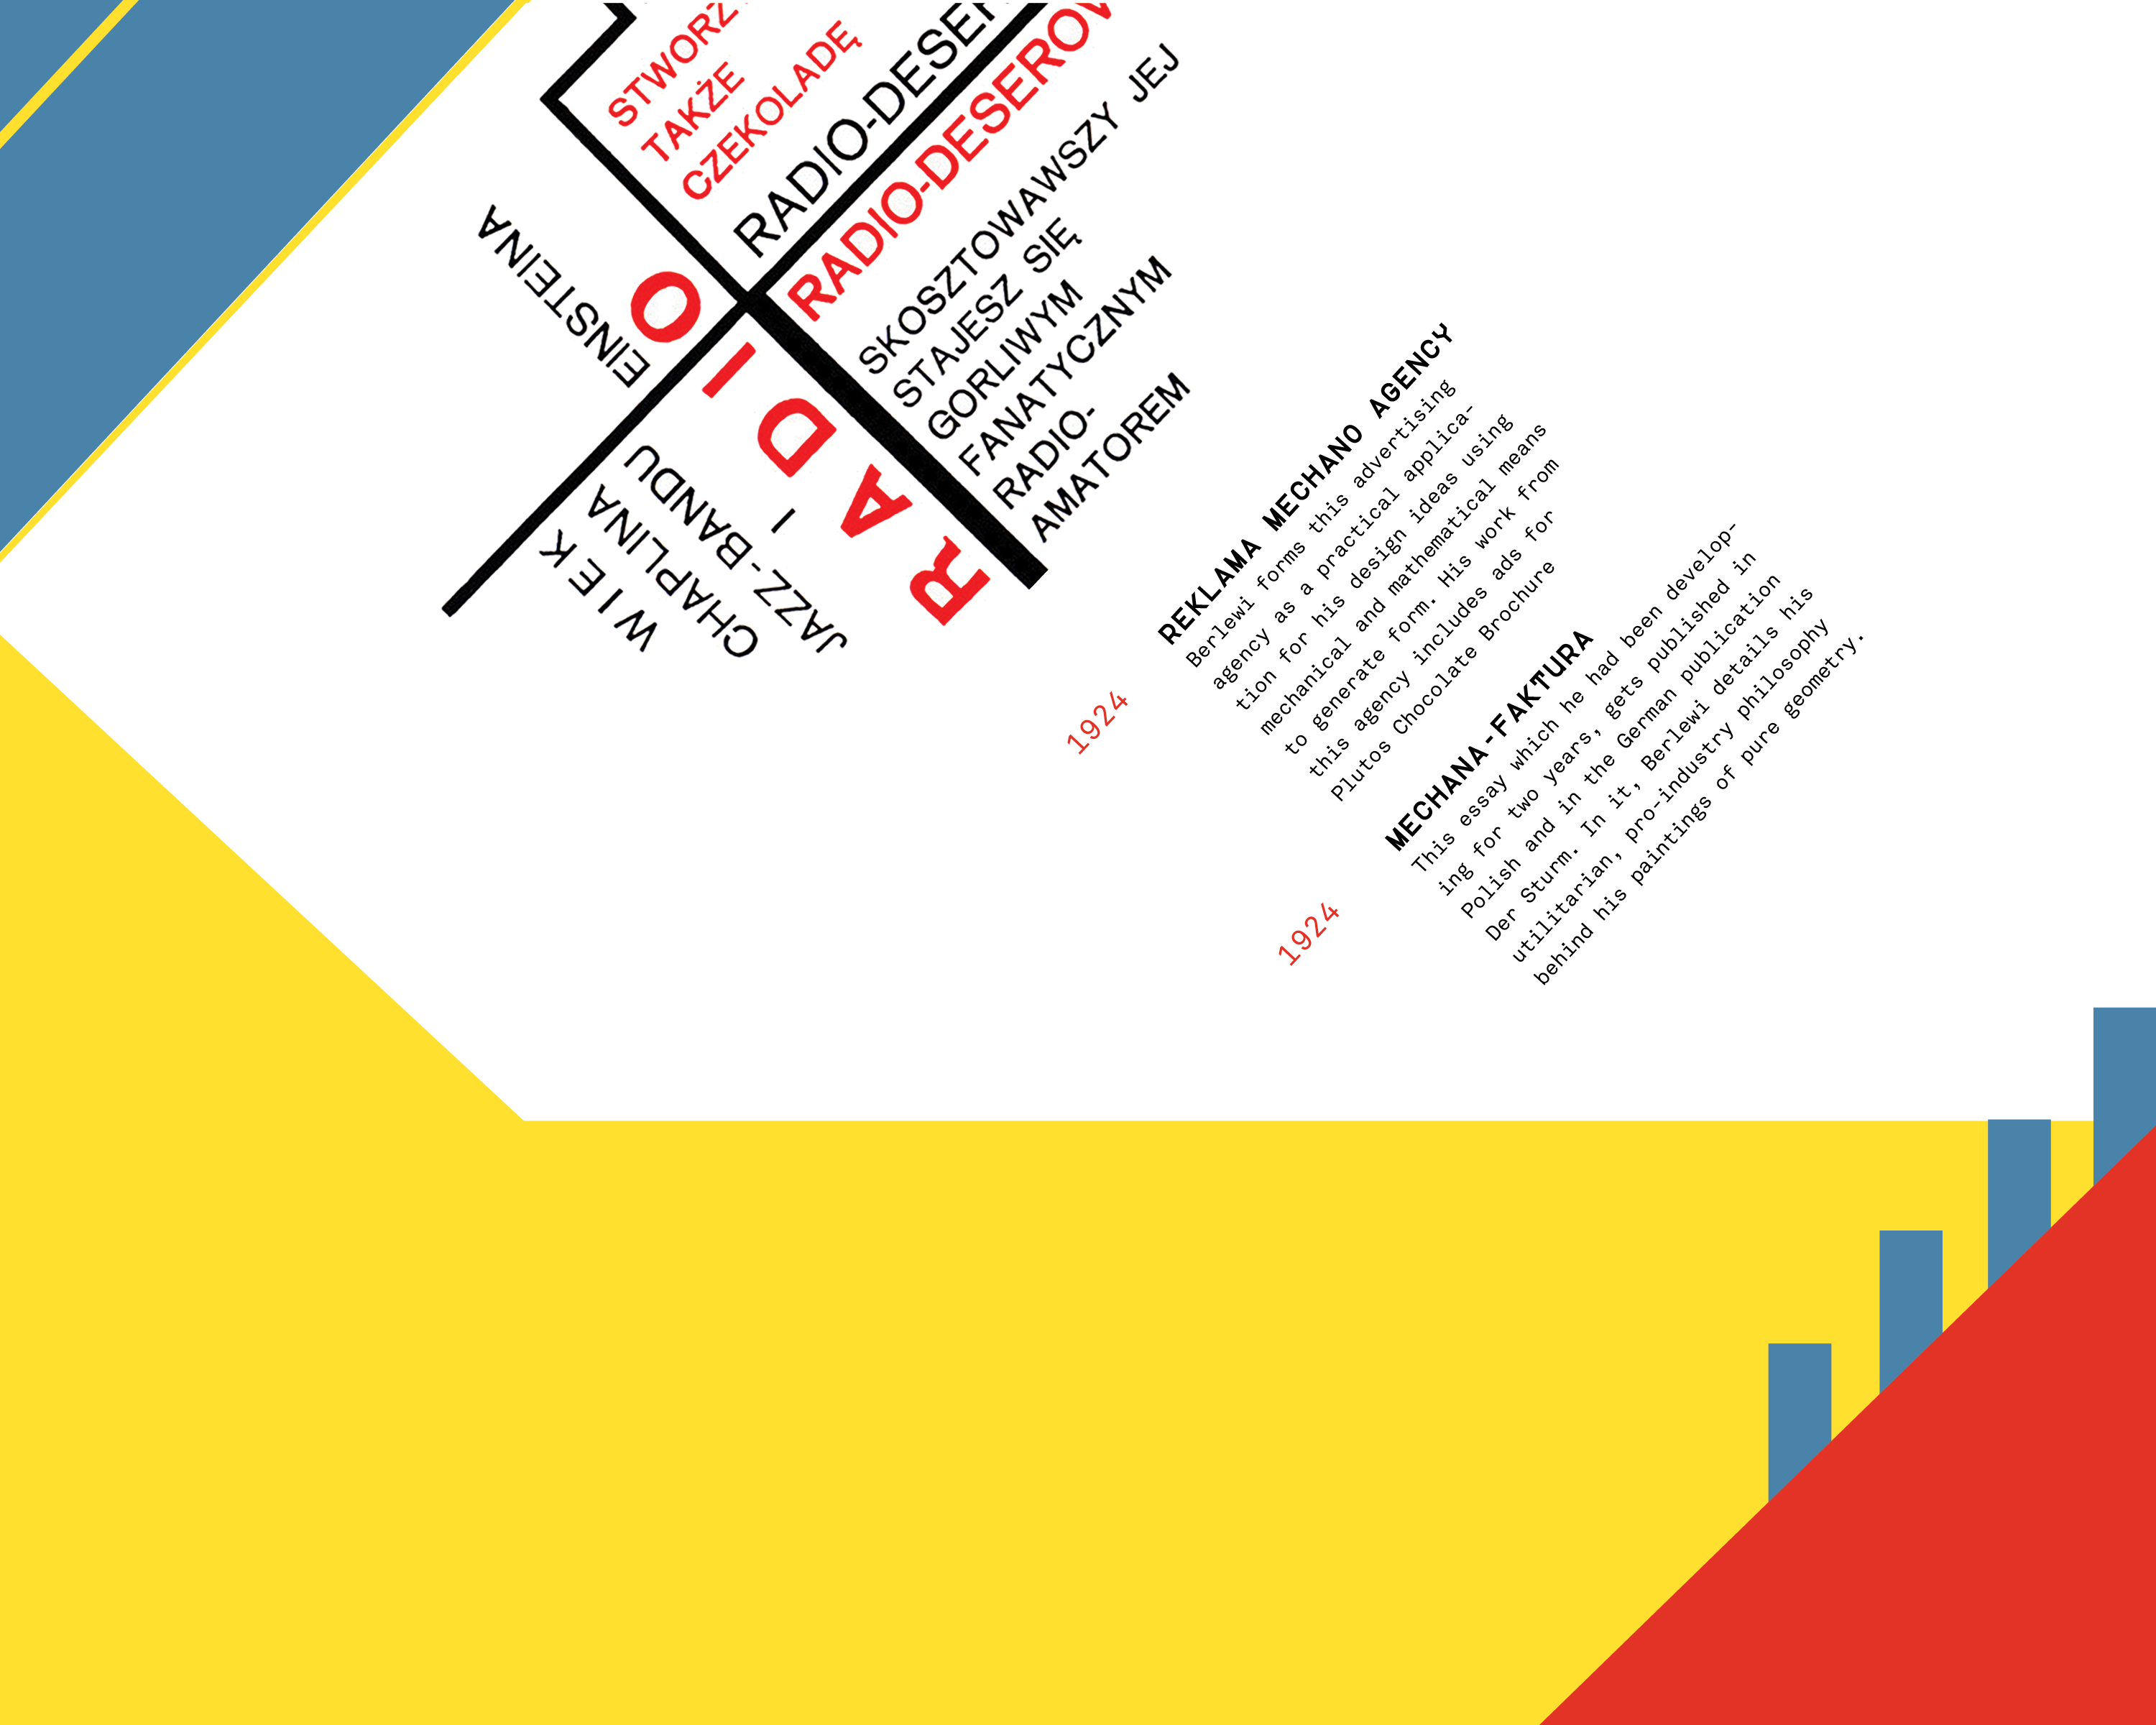 STWORZ
TAKŻE
CZEKOLADĘ
RADIO-DESER
RADIO-DESEROW
SKOSZTOWAWSZY JEJ
STAJESZ SIĘ
GORLIWYM
FANATYCZNYM
RADIO-
AMATOREM
RADIO
WIEK
EINSTEINA
CHAPLINA I
JAZZ-BANDU
1924
REKLAMA MECHANO AGENCY
Berlewi forms this advertising
agency as a practical applica-
tion for his design ideas using
mechanical and mathematical means
to generate form. His work from
this agency includes ads for
Plutos Chocolate Brochure
1924
MECHANA-FAKTURA
This essay which he had been develop-
ing for two years, gets published in
Polish and in the German publication
Der Sturm. In it, Berlewi details his
utilitarian, pro-industry philosophy
behind his paintings of pure geometry.